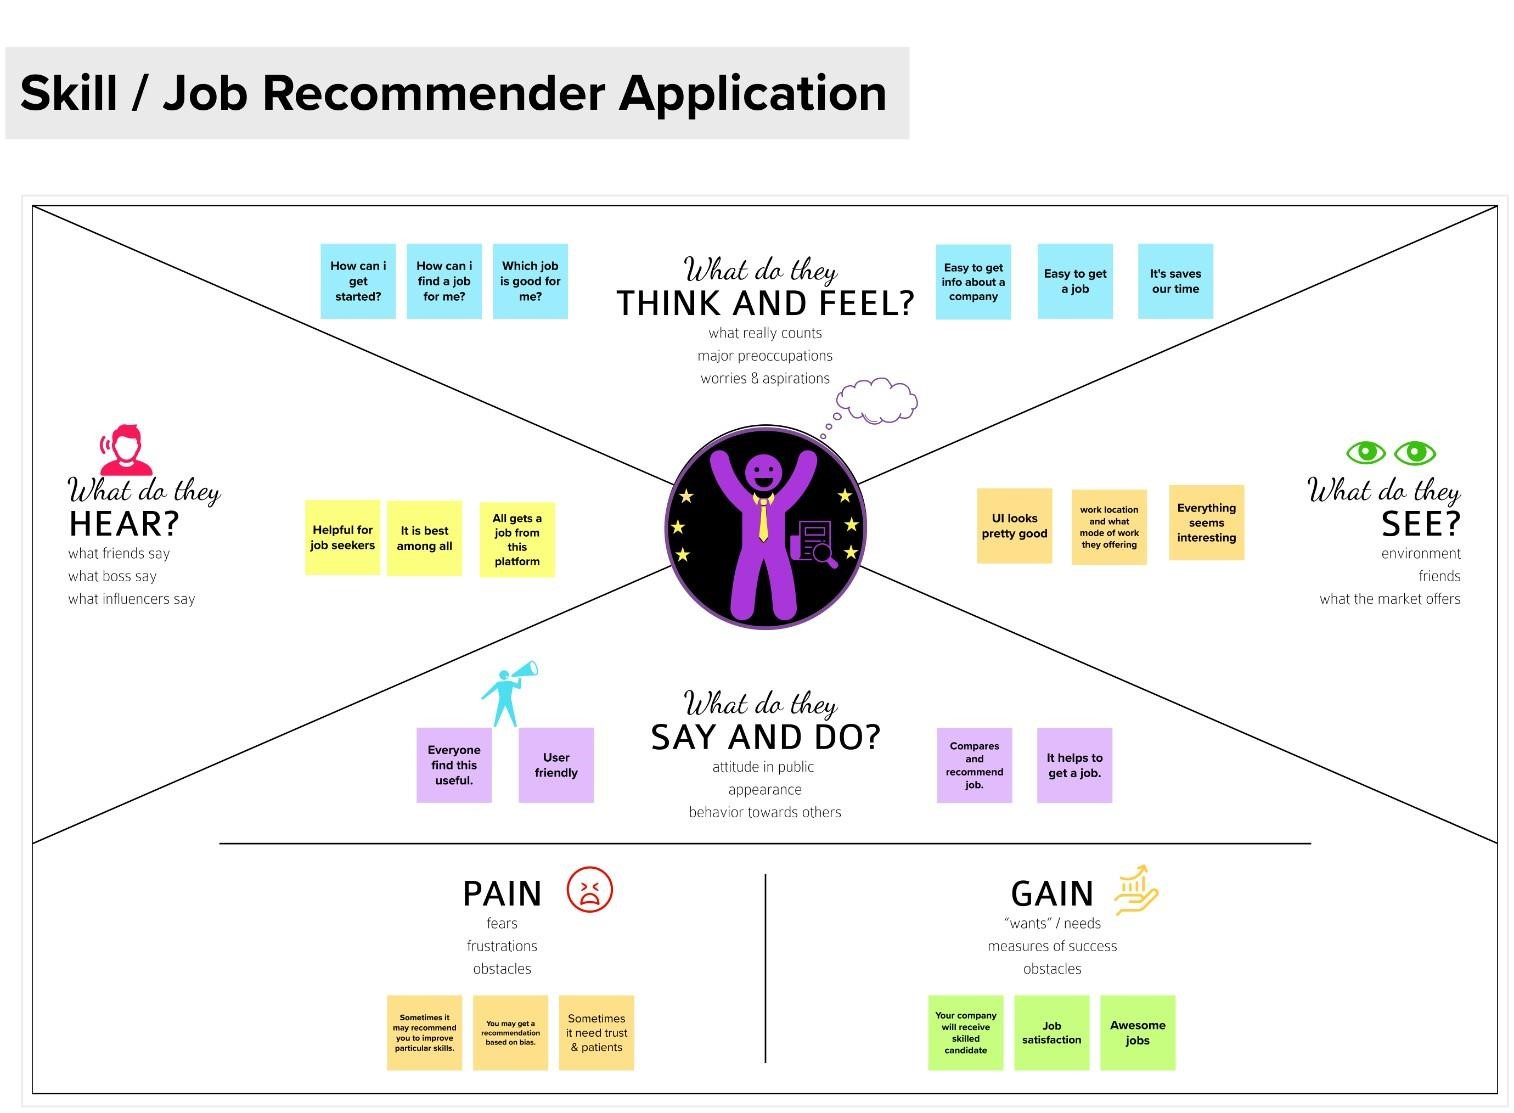 Skill / Job Recommender Application
How can i
get
started?
How can i
find a job
for me?
Which job
is good for
me?
What do they
THINK AND FEEL?
what really counts
major preoccupations
worries & aspirations
Easy to get
info about a
company
Easy to get
a job
It's saves
our time
What do they
HEAR?
what friends say
what boss say
what influencers say
Helpful for
job seekers
It is best
among all
All gets a
job from
this
platform
UI looks
pretty good
work location
and what
mode of work
they offering
Everything
seems
interesting
What do they
SEE?
environment
friends
what the market offers
Everyone
find this
useful.
User
friendly
What do they
SAY AND DO?
attitude in public
appearance
behavior towards others
Compares
and
recommend
job.
It helps to
get a job.
PAIN
fears
frustrations
obstacles
Sometimes it
may recommend
you to improve
particular skills.
You may get a
recommendation
based on bias.
Sometimes
it need trust
& patients
GAIN
“wants” / needs
measures of success
obstacles
Your company
will receive
skilled
candidate
Job
satisfaction
Awesome
jobs